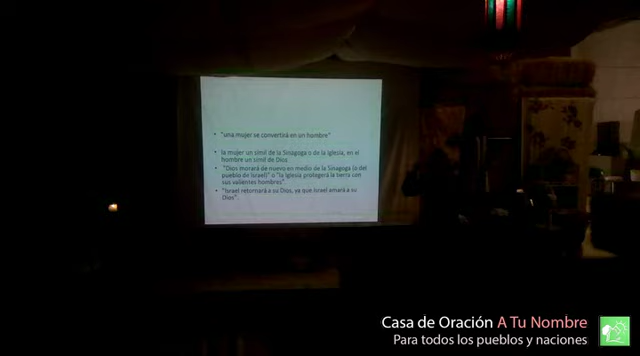 • "una mujer se convertirá en un hombre"
• la mujer un símil de la Sinagoga o de la Iglesia, en el
hombre un símil de Dios
• "Dios morará de nuevo en medio de la Sinagoga (o del
pueblo de Israel)" o "la Iglesia protegerá la tierra con
sus valientes hombres".
• "Israel retornará a su Dios, ya que Israel amará a su
Dios".
Casa de Oración A Tu Nombre
Para todos los pueblos y naciones